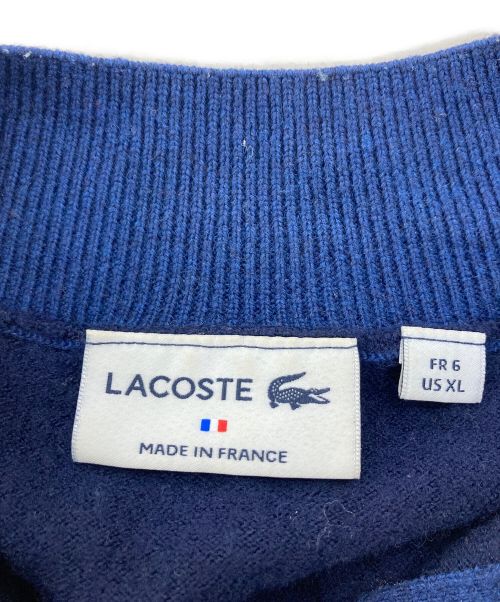 LACOSTE
MADE IN FRANCE
FR 6
US XL